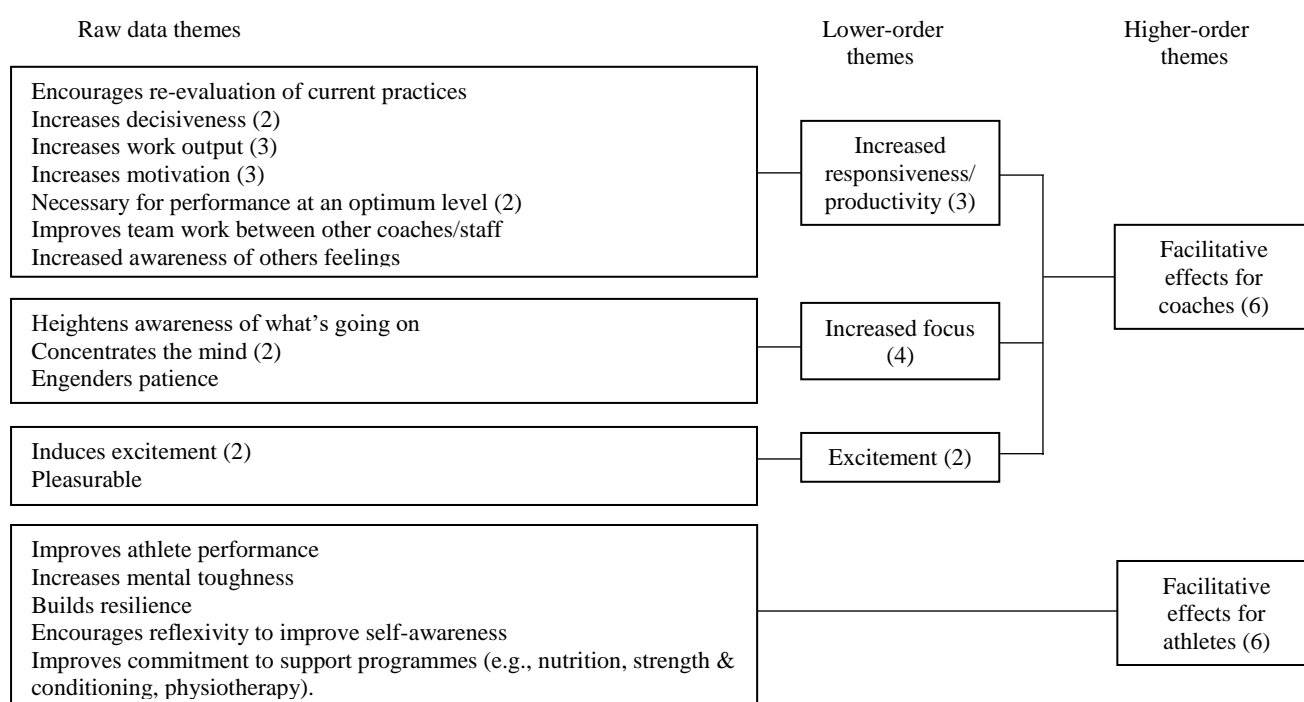 Raw data themes
Lower-order
themes
Higher-order
themes
Encourages re-evaluation of current practices
Increases decisiveness (2)
Increases work output (3)
Increases motivation (3)
Necessary for performance at an optimum level (2)
Improves team work between other coaches/staff
Increased awareness of others feelings
Increased
responsiveness/
productivity (3)
Facilitative
effects for
coaches (6)
Heightens awareness of what's going on
Concentrates the mind (2)
Engenders patience
Increased focus
(4)
Induces excitement (2)
Pleasurable
Excitement (2)
Improves athlete performance
Increases mental toughness
Builds resilience
Encourages reflexivity to improve self-awareness
Improves commitment to support programmes (e.g., nutrition, strength &
conditioning, physiotherapy).
Facilitative
effects for
athletes (6)